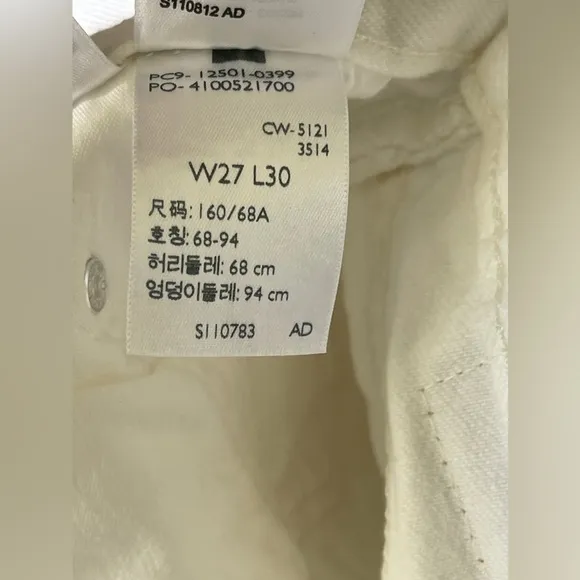 S110812 AD
PC9-12501-0399
PO-4100521700
CW-5121
3514
W27 L30
尺码:160/68A
호칭:68-94
허리둘레:68 cm
엉덩이둘레:94 cm
S110783 AD